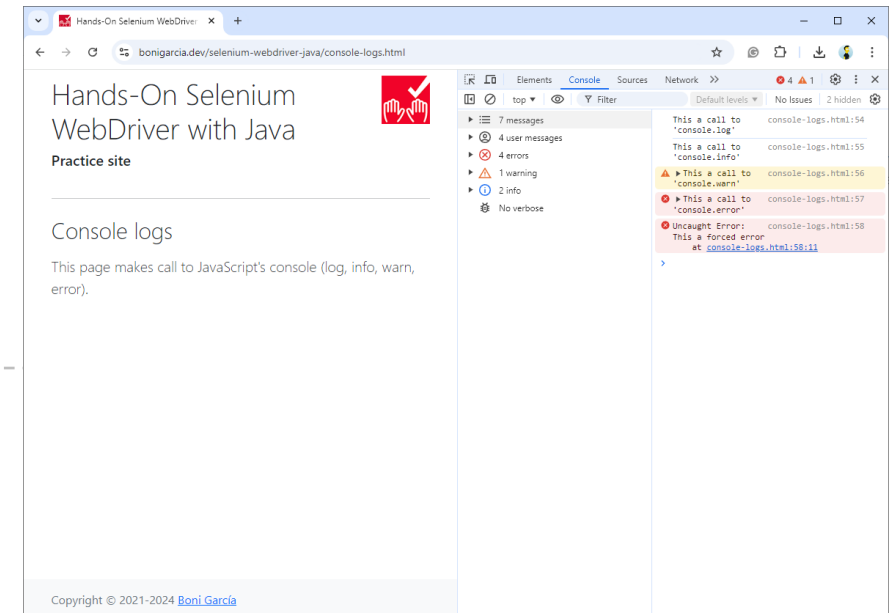 Hands-On Selenium WebDriver
bonigarcia.dev/selenium-webdriver-java/console-logs.html
Hands-On Selenium
WebDriver with Java
Practice site
Console logs
This page makes call to JavaScript's console (log, info, warn,
error).
Copyright © 2021-2024 Boni García
Elements Console Sources Network 4 1
top Filter Default levels No Issues 2 hidden
7 messages
4 user messages
4 errors
1 warning
2 info
No verbose
This a call to console-logs.html:54
'console.log'
This a call to console-logs.html:55
'console.info'
This a call to console-logs.html:56
'console.warn'
This a call to console-logs.html:57
'console.error'
Uncaught Error: console-logs.html:58
This a forced error
at console-logs.html:58:11